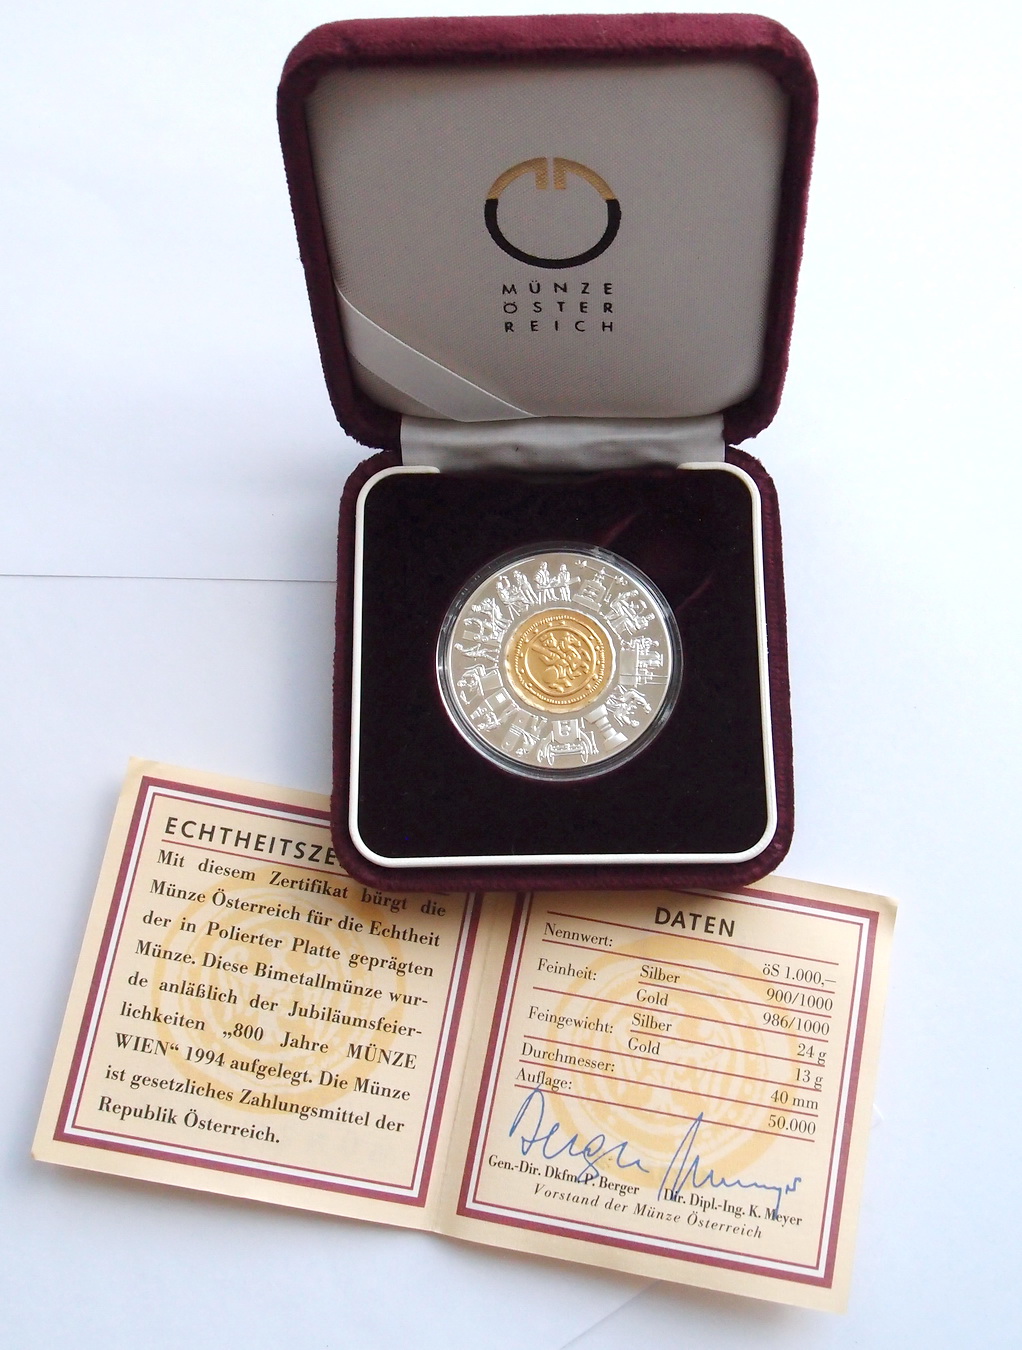 MÜNZE
ÖSTER
REICH
ECHTHEITSZE
Mit diesem Zertifikat bürgt die
Münze Österreich für die Echtheit
der in Polierter Platte geprägten
Münze. Diese Bimetallmünze wur-
de anläßlich der Jubiläumsfeier-
lichkeiten „800 Jahre MÜNZE
WIEN“ 1994 aufgelegt. Die Münze
ist gesetzliches Zahlungsmittel der
Republik Österreich.
DATEN
Nennwert: öS 1.000,–
Feinheit: Silber 900/1000
Gold 986/1000
Feingewicht: Silber 24 g
Gold 13 g
Durchmesser: 40 mm
Auflage: 50.000
Berger
Gen.-Dir. Dkfm. P. Berger Dir. Dipl.-Ing. K. Meyer
Vorstand der Münze Österreich